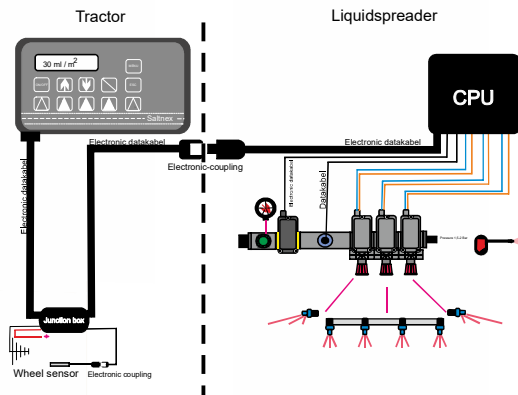 Tractor
Liquidspreader
30 ml / m2
Saltnex
CPU
Electronic datakabel
Electronic datakabel
Electronic-coupling
Electronic datakabel
Electronic datakabel
Datakabel
Junction box
+
Wheel sensor
Electronic coupling